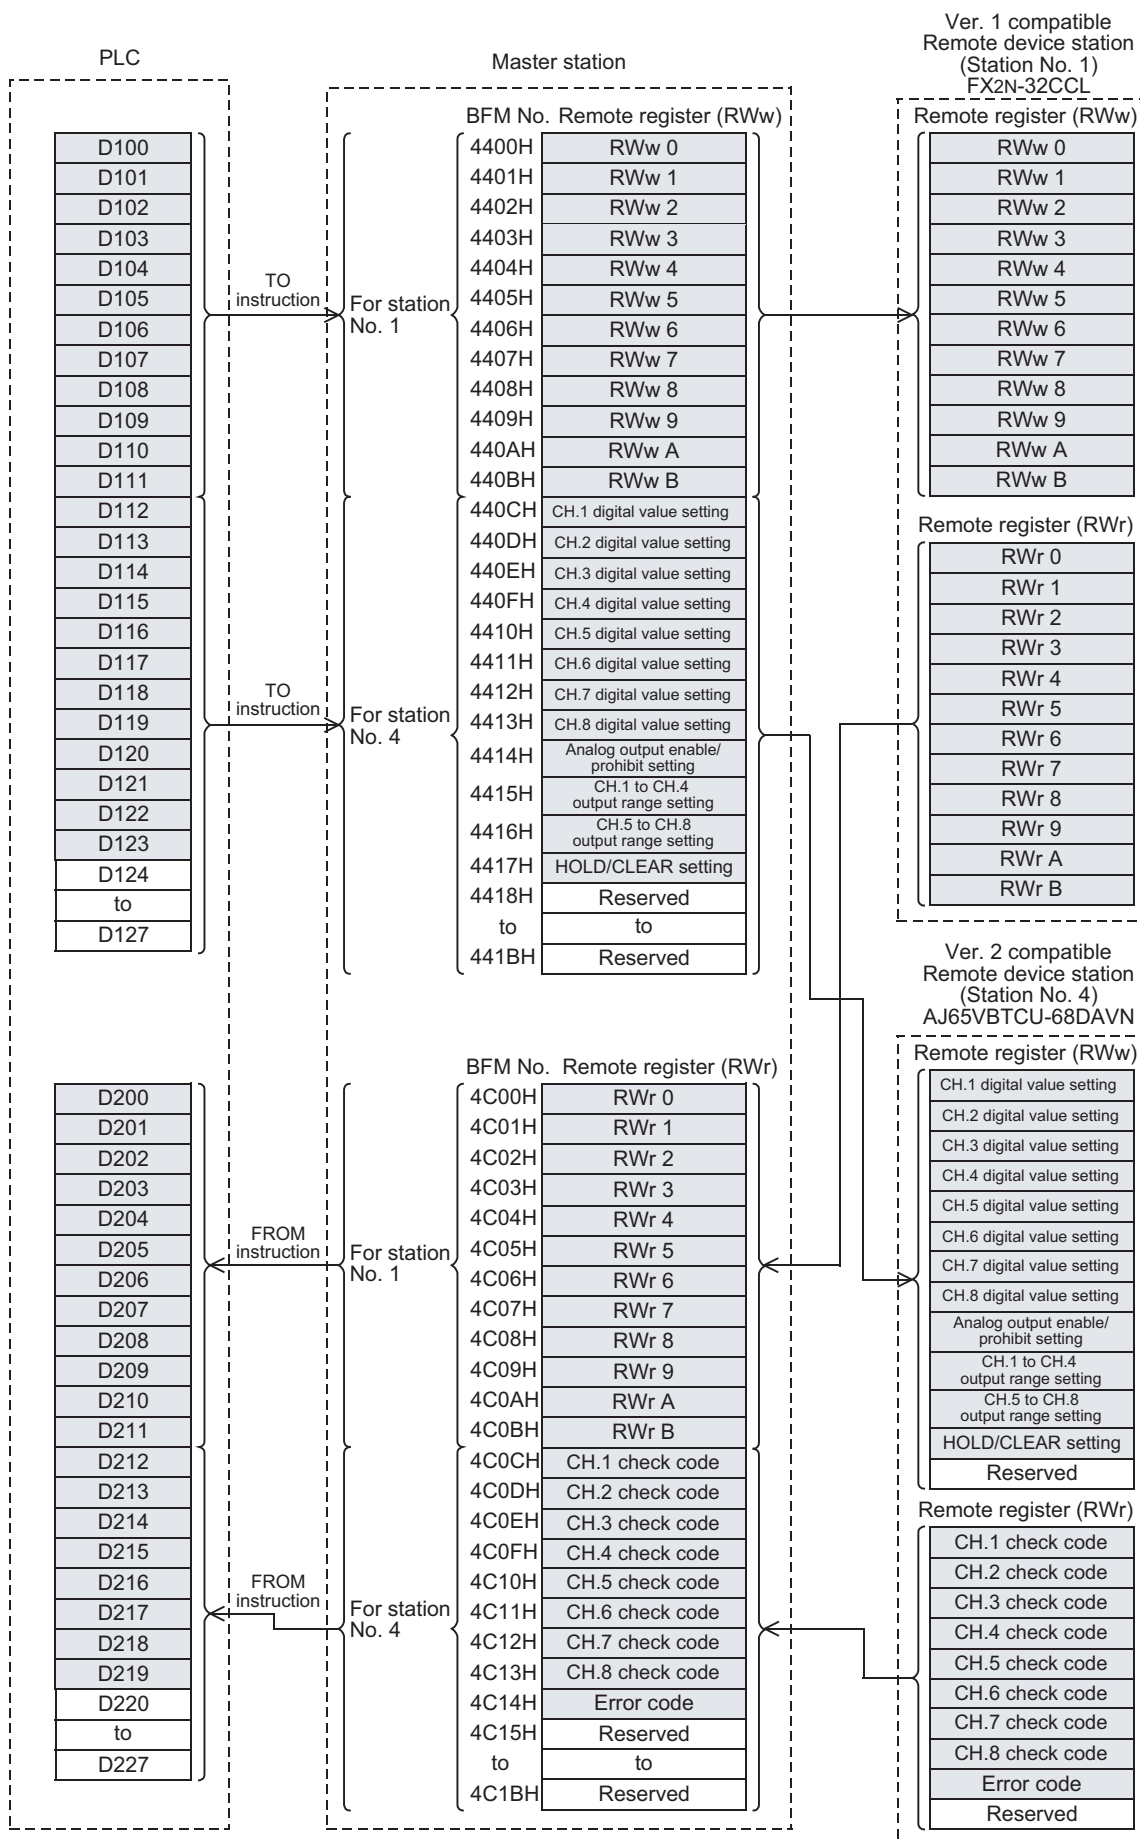 PLC
Master station
Ver. 1 compatible
Remote device station
(Station No. 1)
FX2N-32CCL
BFM No. Remote register (RWw)
Remote register (RWw)
D100
D101
D102
D103
D104
D105
D106
D107
D108
D109
D110
D111
D112
D113
D114
D115
D116
D117
D118
D119
D120
D121
D122
D123
D124
to
D127
TO
instruction
TO
instruction
For station
No. 1
For station
No. 4
4400H RWw 0
4401H RWw 1
4402H RWw 2
4403H RWw 3
4404H RWw 4
4405H RWw 5
4406H RWw 6
4407H RWw 7
4408H RWw 8
4409H RWw 9
440AH RWw A
440BH RWw B
440CH CH.1 digital value setting
440DH CH.2 digital value setting
440EH CH.3 digital value setting
440FH CH.4 digital value setting
4410H CH.5 digital value setting
4411H CH.6 digital value setting
4412H CH.7 digital value setting
4413H CH.8 digital value setting
4414H Analog output enable/
prohibit setting
4415H CH.1 to CH.4
output range setting
4416H CH.5 to CH.8
output range setting
4417H HOLD/CLEAR setting
4418H Reserved
to to
441BH Reserved
RWw 0
RWw 1
RWw 2
RWw 3
RWw 4
RWw 5
RWw 6
RWw 7
RWw 8
RWw 9
RWw A
RWw B
Remote register (RWr)
RWr 0
RWr 1
RWr 2
RWr 3
RWr 4
RWr 5
RWr 6
RWr 7
RWr 8
RWr 9
RWr A
RWr B
D200
D201
D202
D203
D204
D205
D206
D207
D208
D209
D210
D211
D212
D213
D214
D215
D216
D217
D218
D219
D220
to
D227
FROM
instruction
FROM
instruction
For station
No. 1
For station
No. 4
BFM No. Remote register (RWr)
4C00H RWr 0
4C01H RWr 1
4C02H RWr 2
4C03H RWr 3
4C04H RWr 4
4C05H RWr 5
4C06H RWr 6
4C07H RWr 7
4C08H RWr 8
4C09H RWr 9
4C0AH RWr A
4C0BH RWr B
4C0CH CH.1 check code
4C0DH CH.2 check code
4C0EH CH.3 check code
4C0FH CH.4 check code
4C10H CH.5 check code
4C11H CH.6 check code
4C12H CH.7 check code
4C13H CH.8 check code
4C14H Error code
4C15H Reserved
to to
4C1BH Reserved
Ver. 2 compatible
Remote device station
(Station No. 4)
AJ65VBTCU-68DAVN
Remote register (RWw)
CH.1 digital value setting
CH.2 digital value setting
CH.3 digital value setting
CH.4 digital value setting
CH.5 digital value setting
CH.6 digital value setting
CH.7 digital value setting
CH.8 digital value setting
Analog output enable/
prohibit setting
CH.1 to CH.4
output range setting
CH.5 to CH.8
output range setting
HOLD/CLEAR setting
Reserved
Remote register (RWr)
CH.1 check code
CH.2 check code
CH.3 check code
CH.4 check code
CH.5 check code
CH.6 check code
CH.7 check code
CH.8 check code
Error code
Reserved